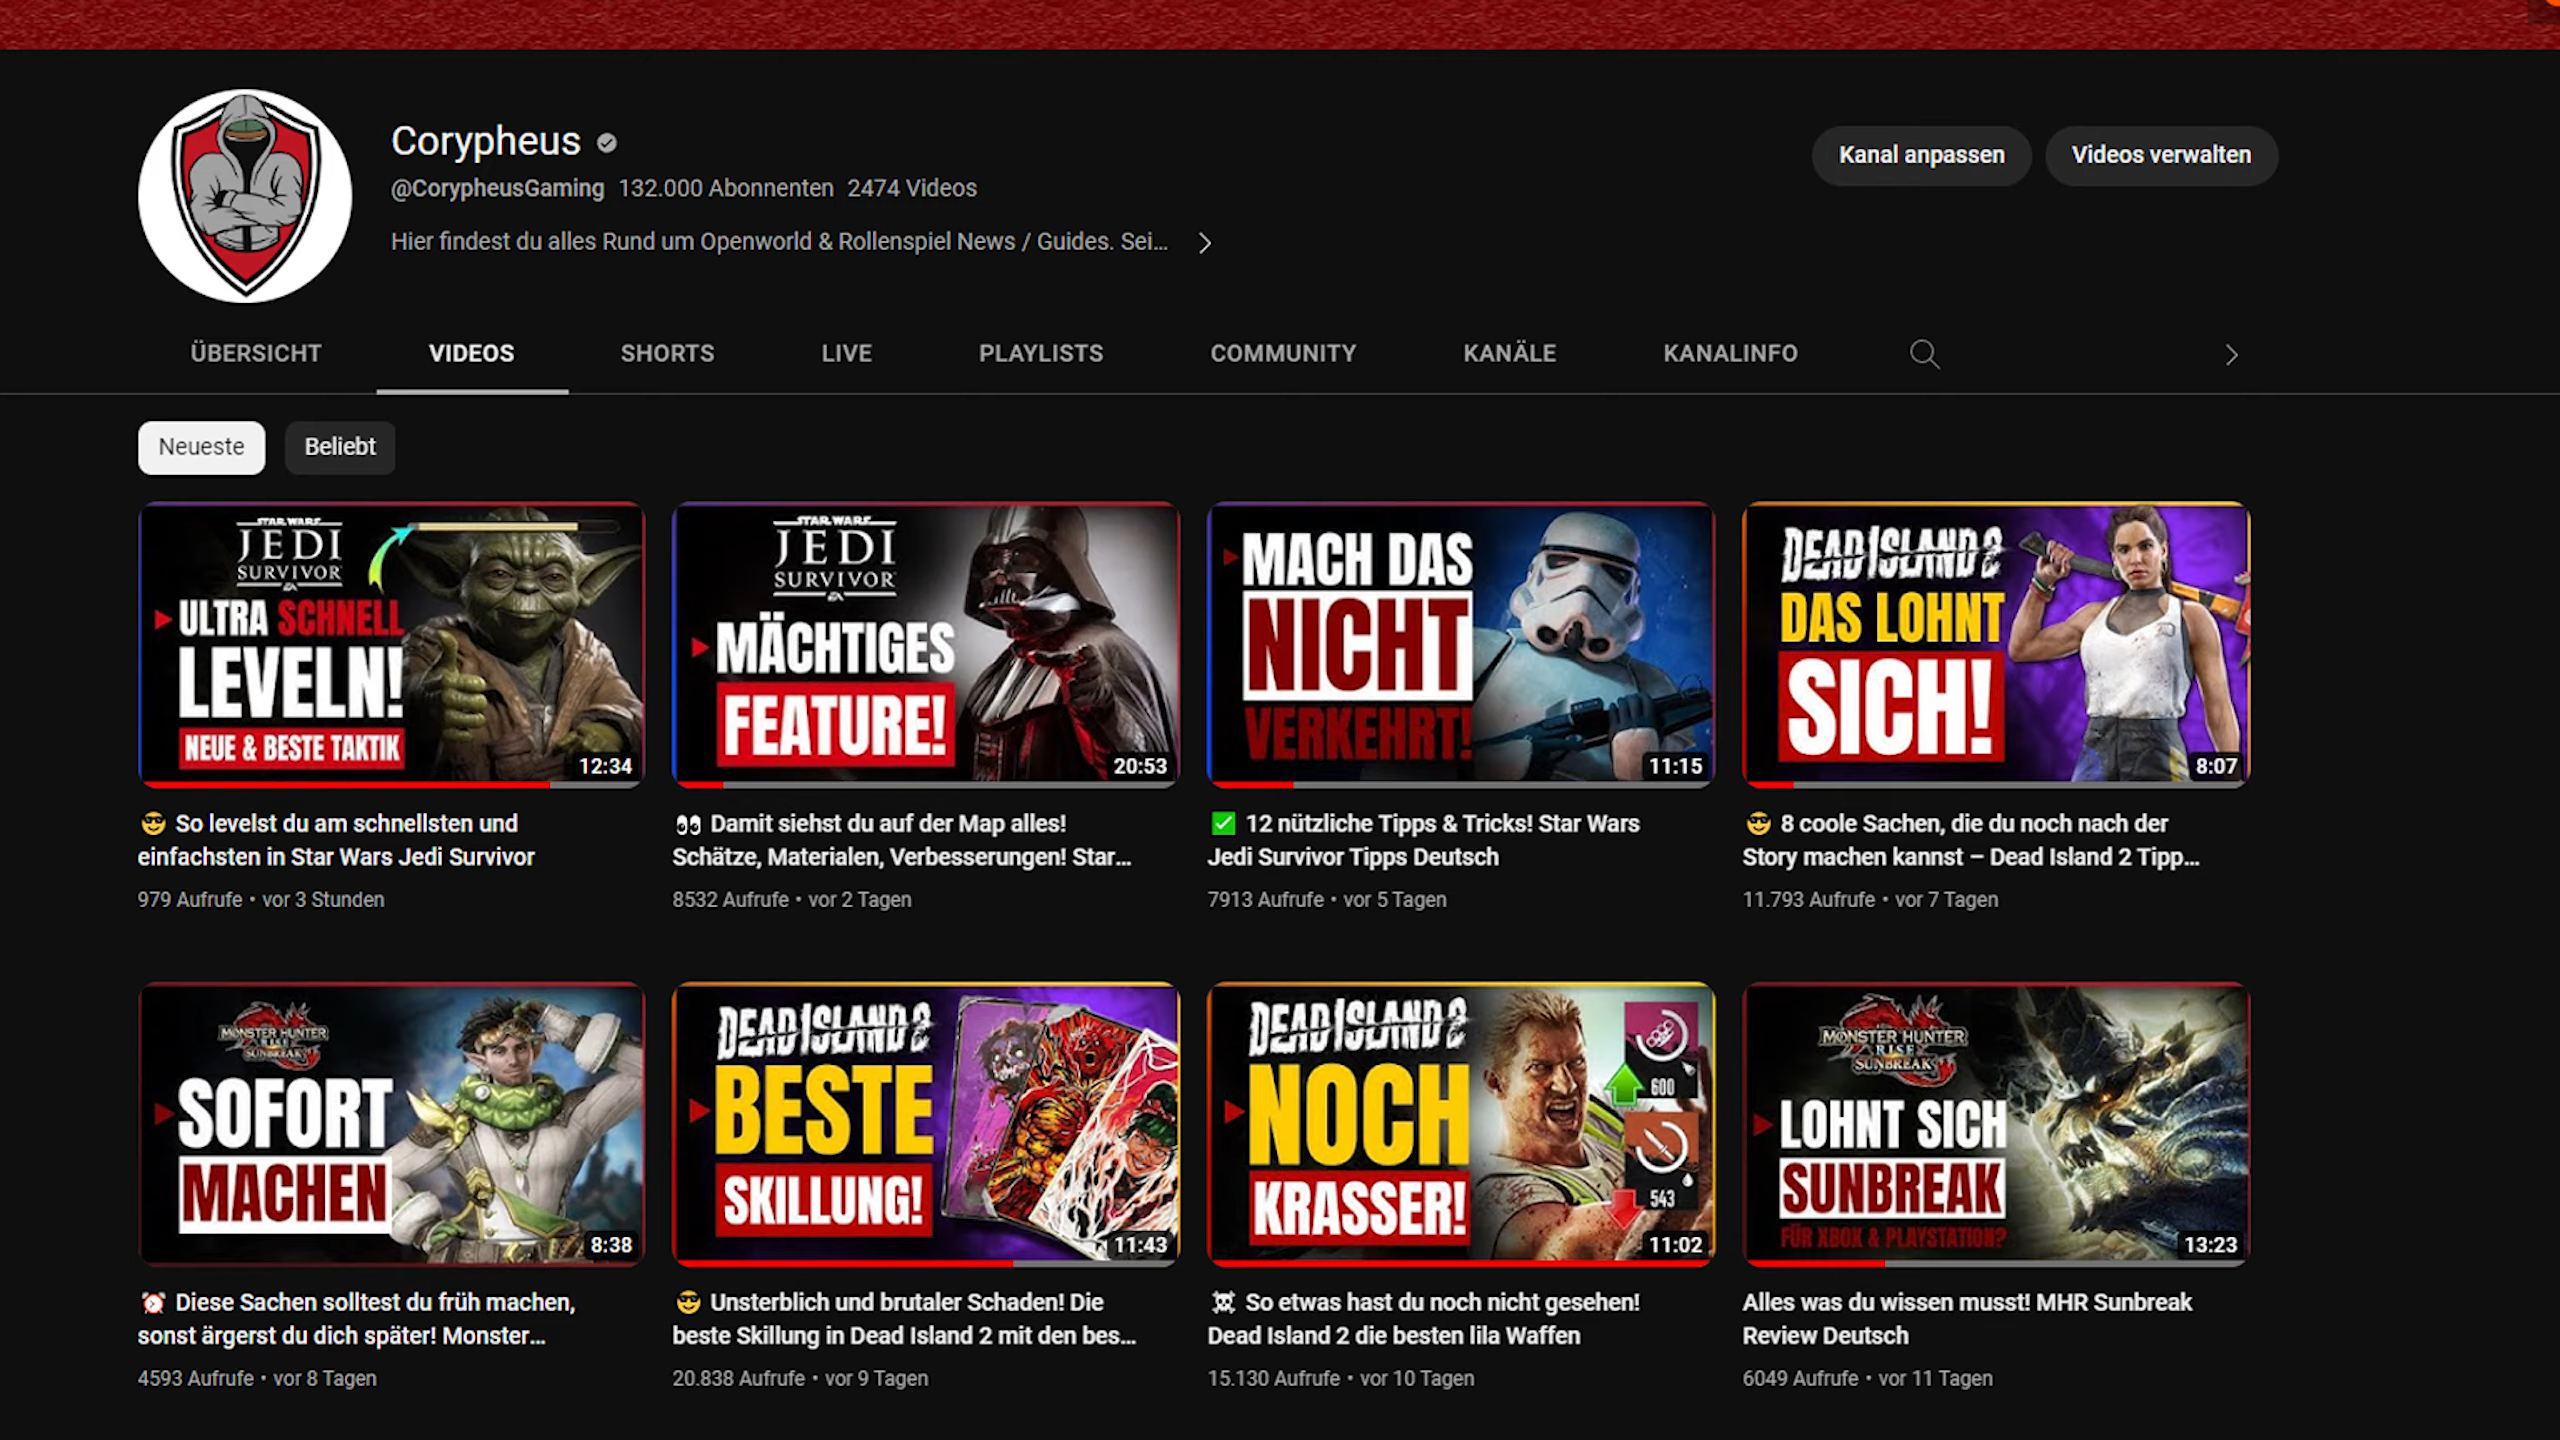 Corypheus
@CorypheusGaming 132.000 Abonnenten 2474 Videos
Hier findest du alles Rund um Openworld & Rollenspiel News / Guides. Sei...
Kanal anpassen
Videos verwalten
ÜBERSICHT
VIDEOS
SHORTS
LIVE
PLAYLISTS
COMMUNITY
KANÄLE
KANALINFO
Neueste
Beliebt
STAR WARS
JEDI
SURVIVOR
ULTRA SCHNELL
LEVELN!
NEUE & BESTE TAKTIK
12:34
😎 So levelst du am schnellsten und
einfachsten in Star Wars Jedi Survivor
979 Aufrufe • vor 3 Stunden
STAR WARS
JEDI
SURVIVOR
EA
MÄCHTIGES
FEATURE!
20:53
👀 Damit siehst du auf der Map alles!
Schätze, Materialen, Verbesserungen! Star...
8532 Aufrufe • vor 2 Tagen
MACH DAS
NICHT
VERKEHRT!
11:15
✅ 12 nützliche Tipps & Tricks! Star Wars
Jedi Survivor Tipps Deutsch
7913 Aufrufe • vor 5 Tagen
DEAD ISLAND 2
DAS LOHNT
SICH!
8:07
😎 8 coole Sachen, die du noch nach der
Story machen kannst – Dead Island 2 Tipp...
11.793 Aufrufe • vor 7 Tagen
MONSTER HUNTER
RISE
SUNBREAK
SOFORT
MACHEN
8:38
⏰ Diese Sachen solltest du früh machen,
sonst ärgerst du dich später! Monster...
4593 Aufrufe • vor 8 Tagen
DEAD ISLAND 2
BESTE
SKILLUNG!
11:43
😎 Unsterblich und brutaler Schaden! Die
beste Skillung in Dead Island 2 mit den bes...
20.838 Aufrufe • vor 9 Tagen
DEAD ISLAND 2
NOCH
KRASSER!
600
543
11:02
☠ So etwas hast du noch nicht gesehen!
Dead Island 2 die besten lila Waffen
15.130 Aufrufe • vor 10 Tagen
MONSTER HUNTER
RISE
SUNBREAK
LOHNT SICH
SUNBREAK
FÜR XBOX & PLAYSTATION?
13:23
Alles was du wissen musst! MHR Sunbreak
Review Deutsch
6049 Aufrufe • vor 11 Tagen